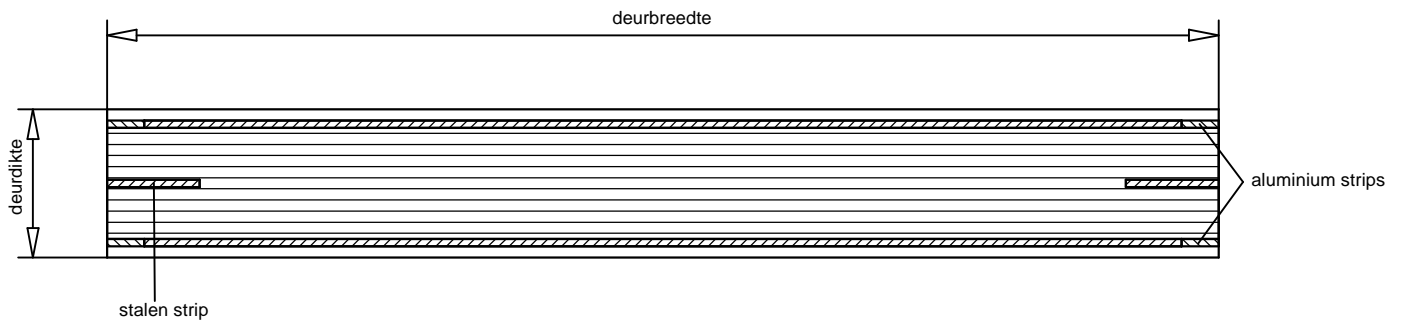 deurbreedte
deurdikte
aluminium strips
stalen strip